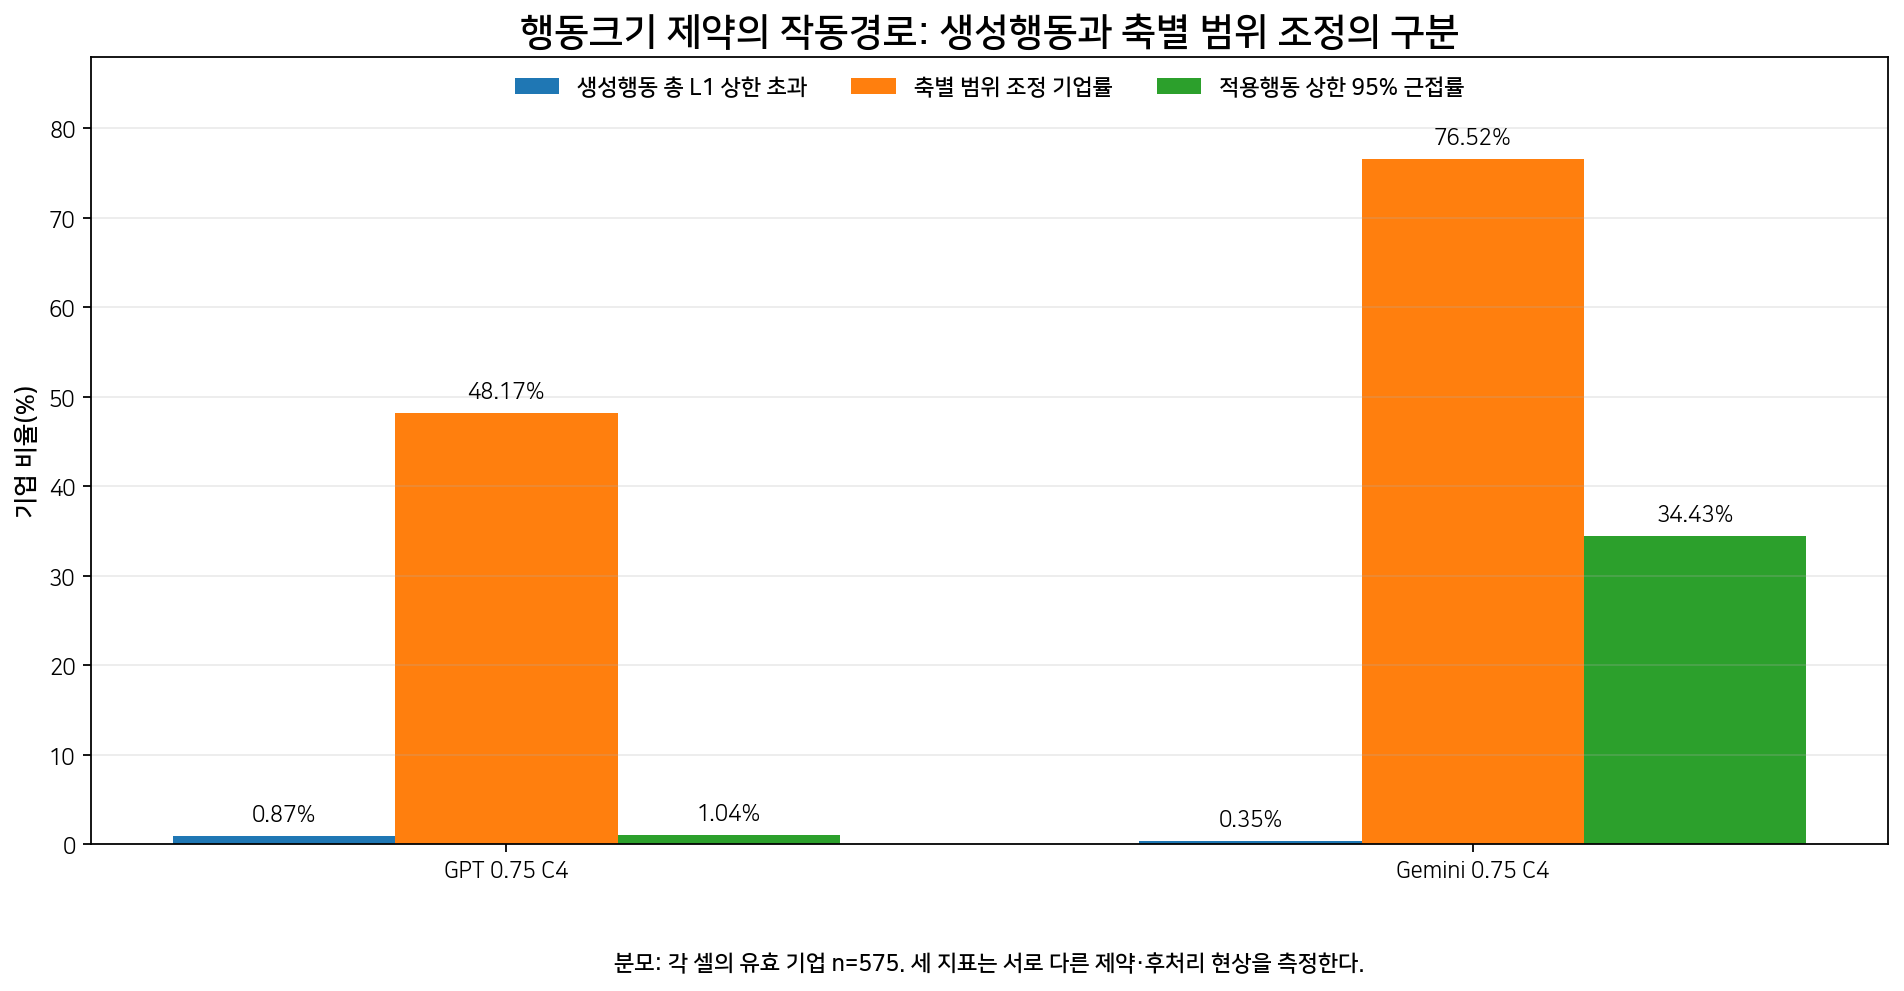 행동크기 제약의 작동경로: 생성행동과 축별 범위 조정의 구분
생성행동 총 L1 상한 초과
축별 범위 조정 기업률
적용행동 상한 95% 근접률
기업 비율(%)
80
70
60
50
40
30
20
10
0
0.87%
48.17%
1.04%
0.35%
76.52%
34.43%
GPT 0.75 C4
Gemini 0.75 C4
분모: 각 셀의 유효 기업 n=575. 세 지표는 서로 다른 제약·후처리 현상을 측정한다.